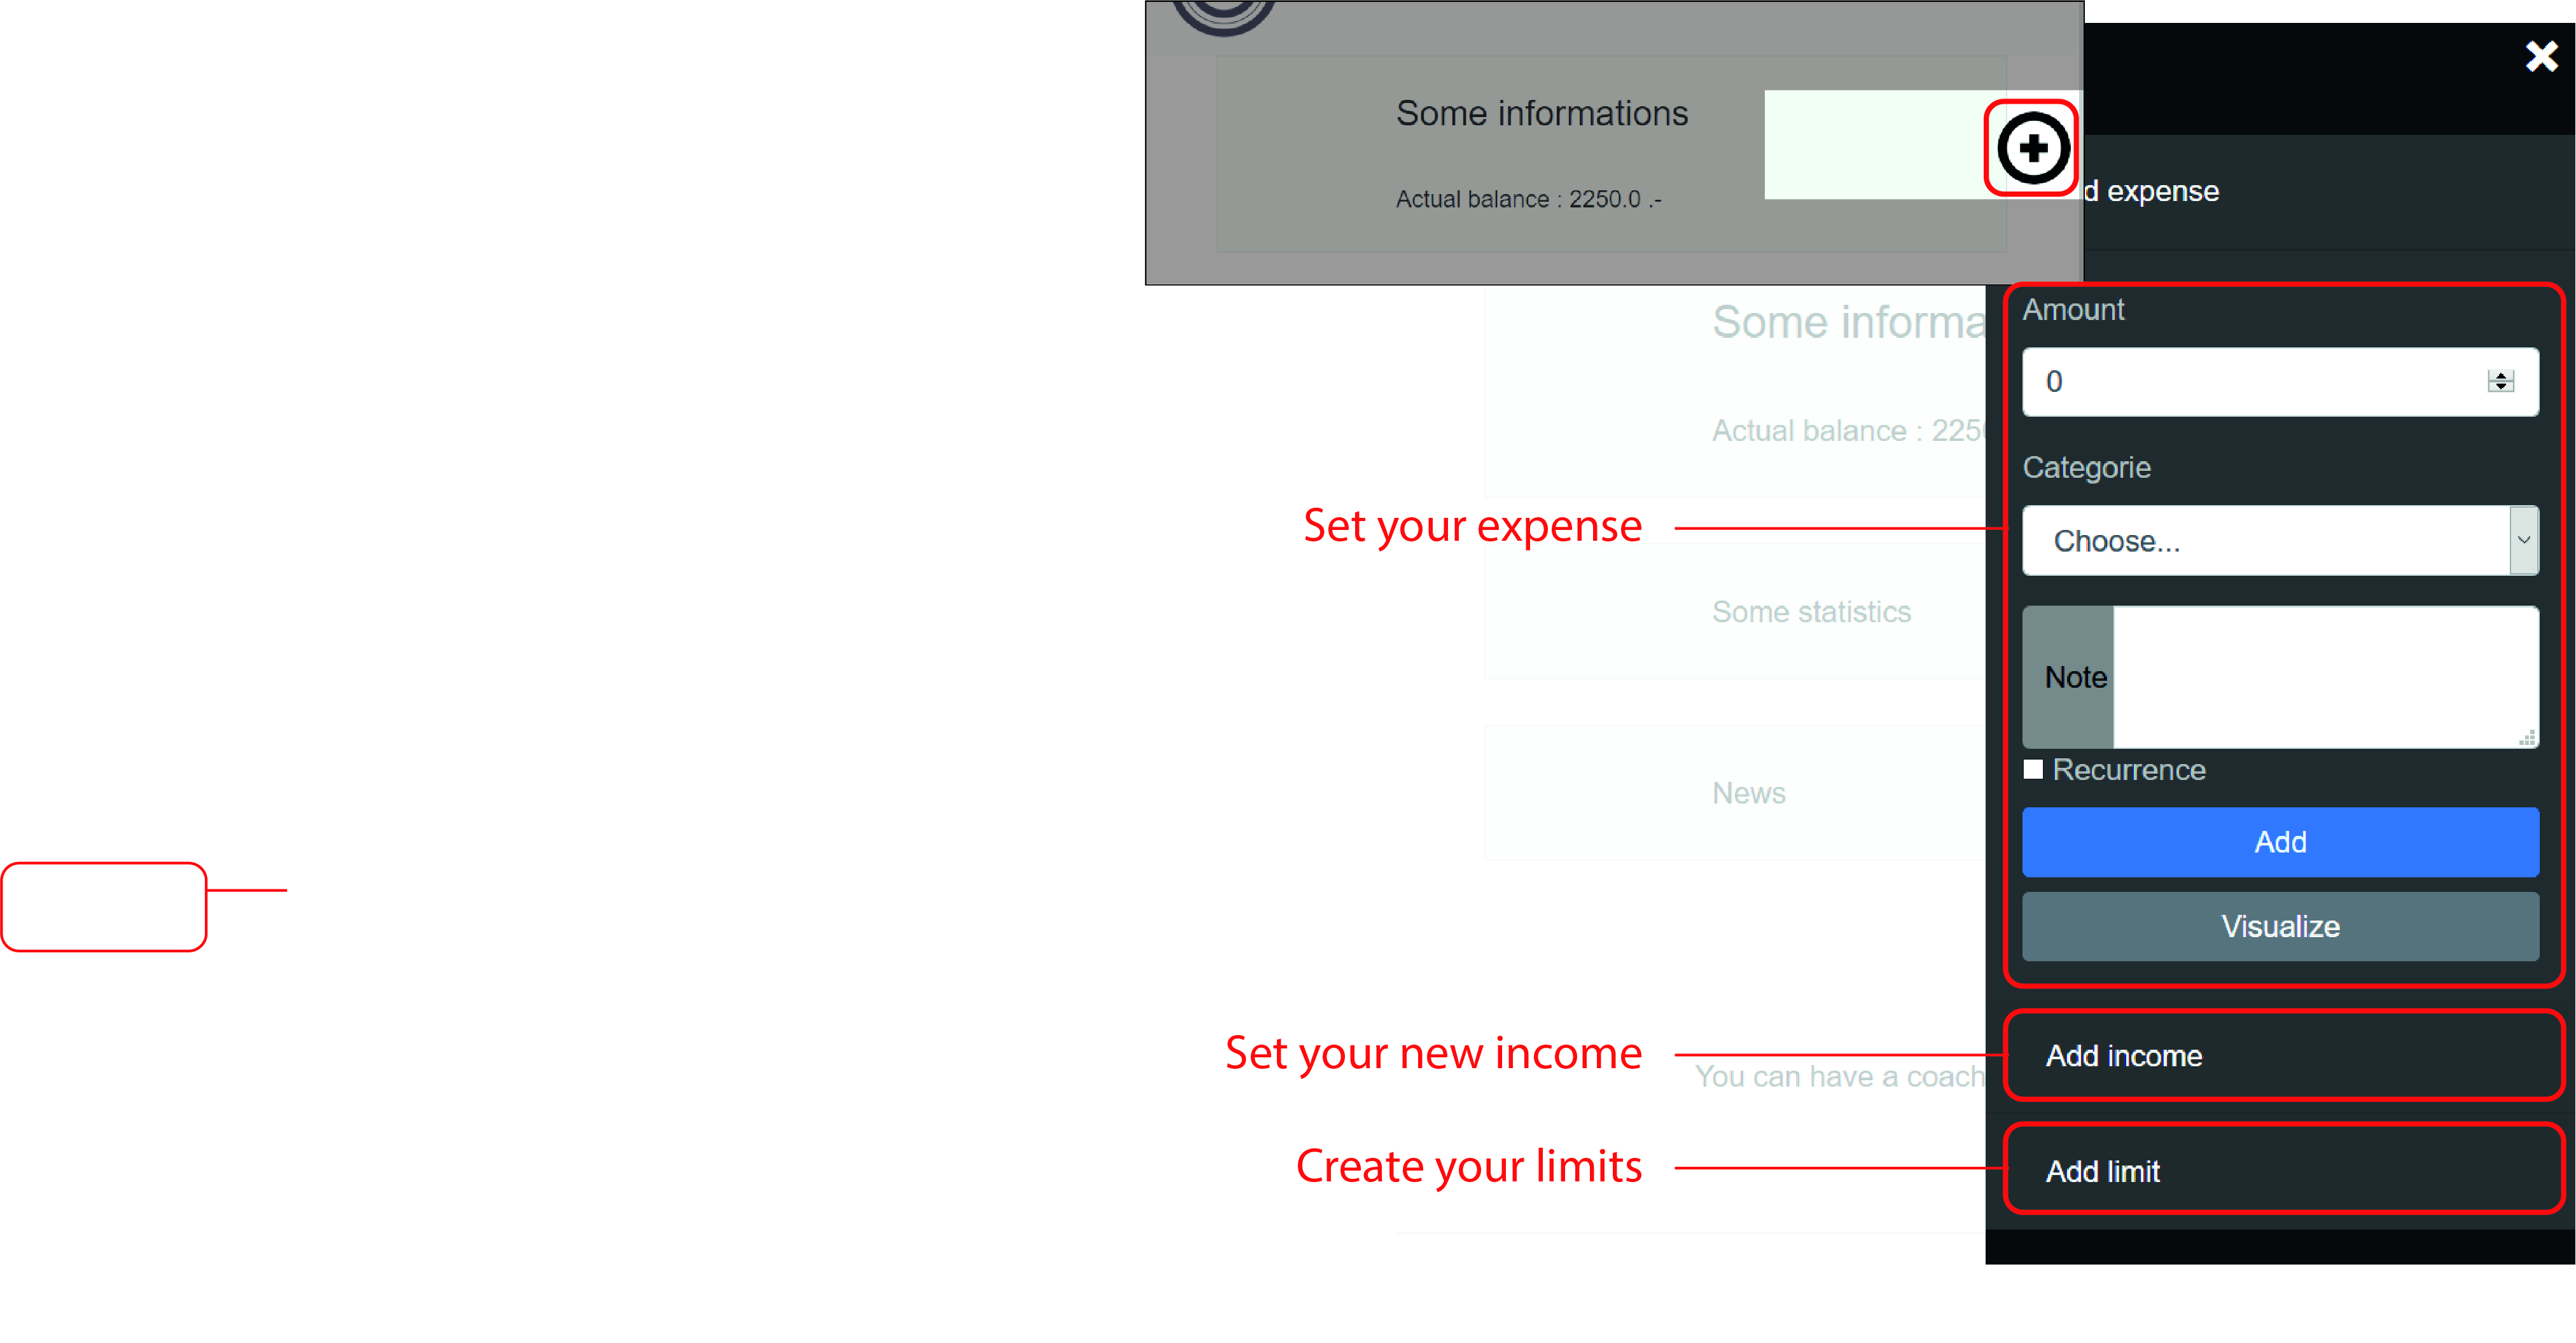 Some informations
Actual balance : 2250.0 .-
d expense
Some informa
Actual balance : 225
Amount
0
Categorie
Set your expense
Choose...
Some statistics
Note
Recurrence
News
Add
Visualize
Set your new income
Add income
You can have a coach
Create your limits
Add limit